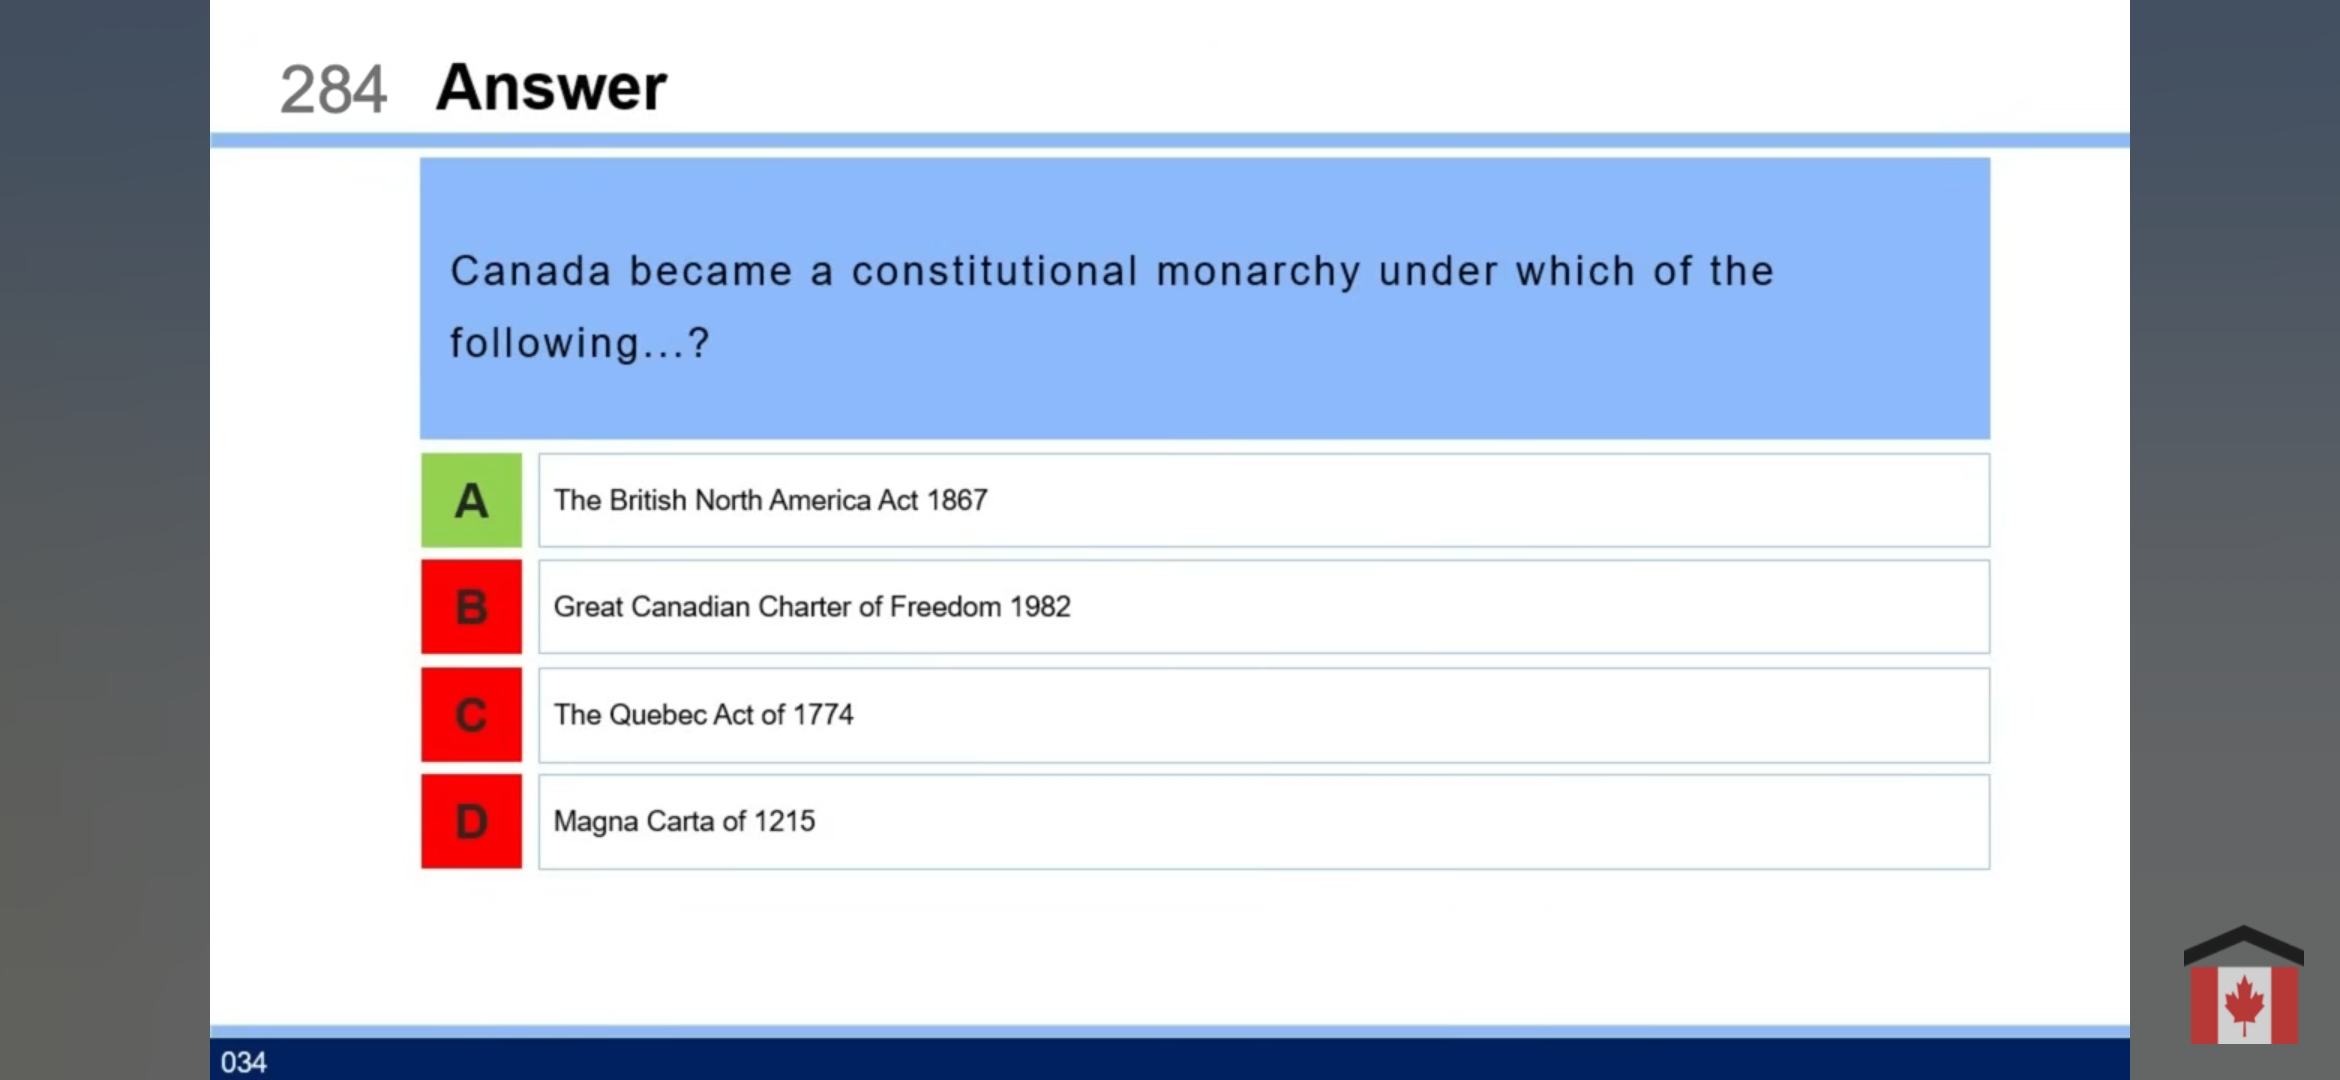 284 Answer
Canada became a constitutional monarchy under which of the
following...?
A The British North America Act 1867
B Great Canadian Charter of Freedom 1982
C The Quebec Act of 1774
D Magna Carta of 1215
034